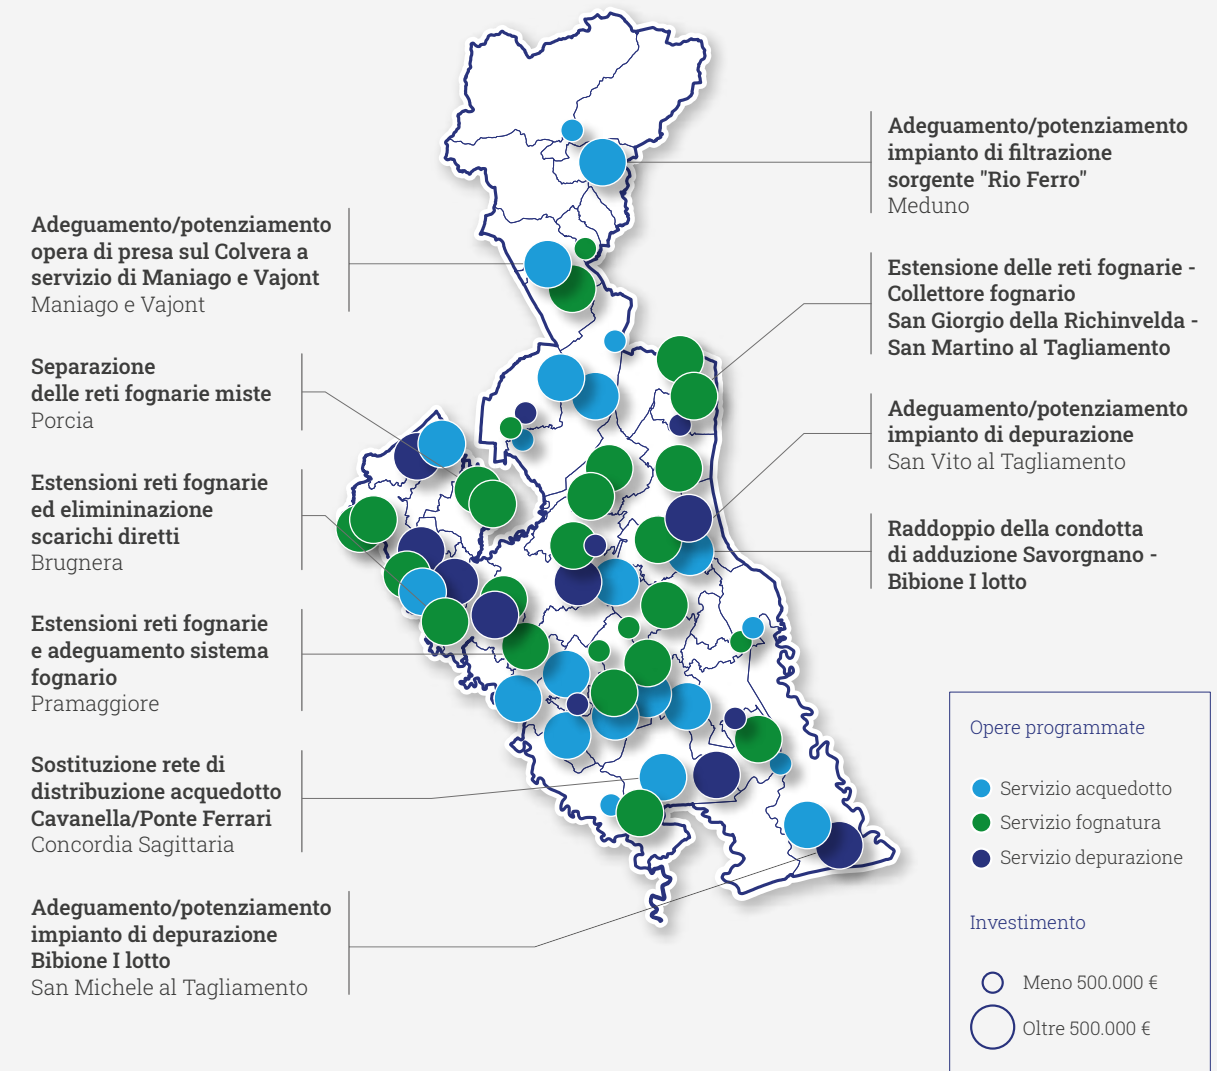 Adeguamento/potenziamento
opera di presa sul Colvera a
servizio di Maniago e Vajont
Maniago e Vajont
Separazione
delle reti fognarie miste
Porcia
Estensioni reti fognarie
ed elimininazione
scarichi diretti
Brugnera
Estensioni reti fognarie
e adeguamento sistema
fognario
Pramaggiore
Sostituzione rete di
distribuzione acquedotto
Cavanella/Ponte Ferrari
Concordia Sagittaria
Adeguamento/potenziamento
impianto di depurazione
Bibione I lotto
San Michele al Tagliamento
Adeguamento/potenziamento
impianto di filtrazione
sorgente "Rio Ferro"
Meduno
Estensione delle reti fognarie -
Collettore fognario
San Giorgio della Richinvelda -
San Martino al Tagliamento
Adeguamento/potenziamento
impianto di depurazione
San Vito al Tagliamento
Raddoppio della condotta
di adduzione Savorgnano -
Bibione I lotto
Opere programmate
Servizio acquedotto
Servizio fognatura
Servizio depurazione
Investimento
Meno 500.000 €
Oltre 500.000 €